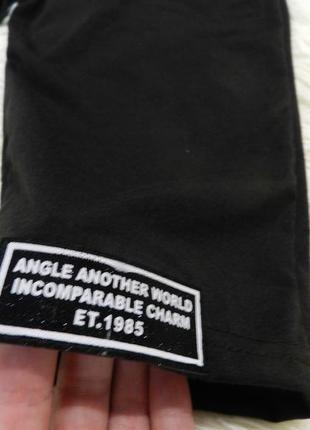 ANGLE ANOTHER WORLD
INCOMPARABLE CHARM
ET.1985